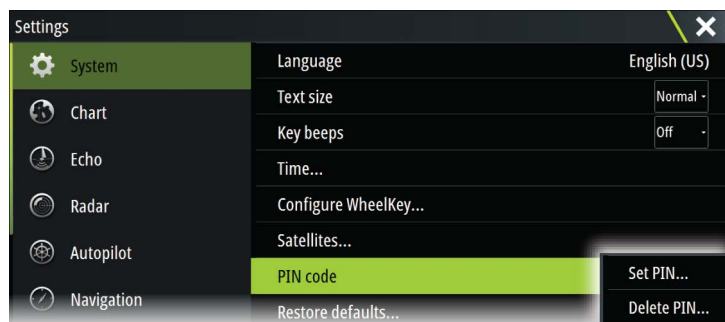 Settings
System
Chart
Echo
Radar
Autopilot
Navigation
Language English (US)
Text size Normal
Key beeps Off
Time...
Configure WheelKey...
Satellites...
PIN code
Restore defaults...
Set PIN...
Delete PIN...